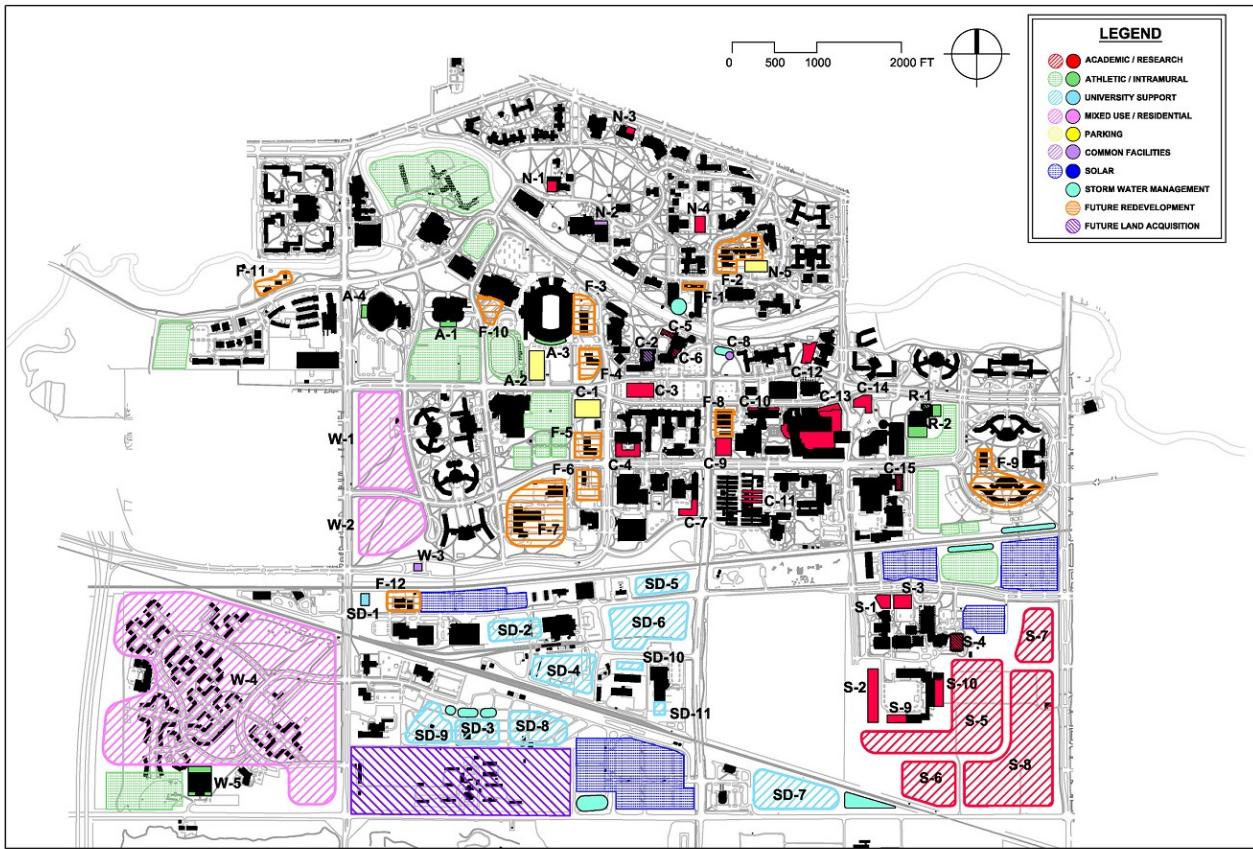 LEGEND
ACADEMIC / RESEARCH
ATHLETIC / INTRAMURAL
UNIVERSITY SUPPORT
MIXED USE / RESIDENTIAL
PARKING
COMMON FACILITIES
SOLAR
STORM WATER MANAGEMENT
FUTURE REDEVELOPMENT
FUTURE LAND ACQUISITION
0 500 1000 2000 FT
N-3
N-1
N-2
N-4
F-11
F-2
N-5
A-4
F-3
F-1
A-1
F-10
A-3
C-5
C-2
C-6
C-8
A-2
F-4
C-12
C-1
C-3
C-14
F-8
C-10
C-13
R-1
R-2
W-1
F-5
C-4
C-9
F-9
F-6
C-15
C-11
W-2
F-7
C-7
W-3
F-12
SD-5
SD-1
S-3
S-1
SD-2
SD-6
S-4
S-7
SD-4
SD-10
W-4
S-2
S-10
SD-11
S-9
S-5
SD-9
SD-3
SD-8
S-6
S-8
W-5
SD-7